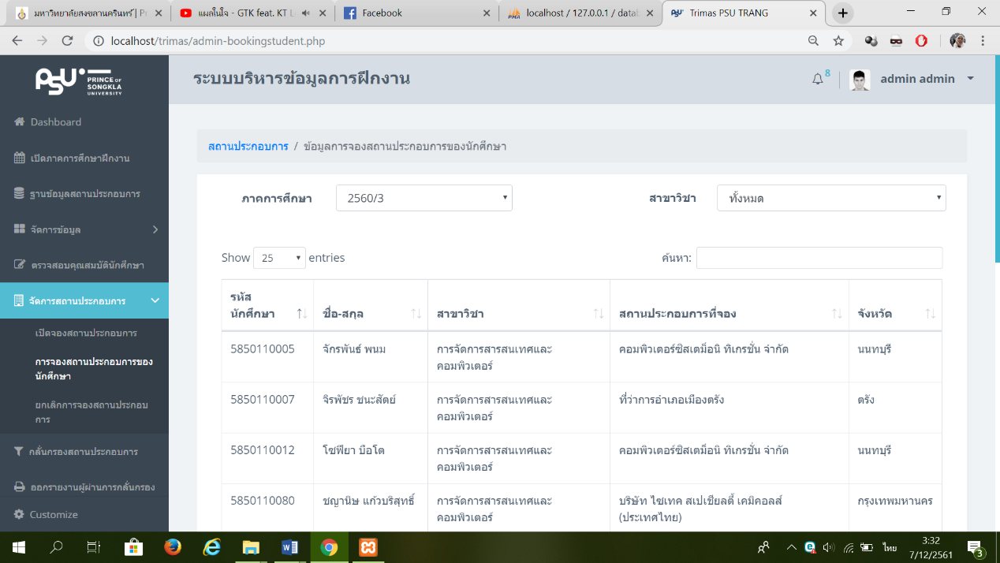 มหาวิทยาลัยสงขลานครินทร์ | Pr
แผลในใจ - GTK feat. KT L
Facebook
localhost / 127.0.0.1 / datab
Trimas PSU TRANG
localhost/trimas/admin-bookingstudent.php
PSU PRINCE OF
SONGKLA
UNIVERSITY
ระบบบริหารข้อมูลการฝึกงาน
8
admin admin
Dashboard
เปิดภาคการศึกษาฝึกงาน
ฐานข้อมูลสถานประกอบการ
จัดการข้อมูล
ตรวจสอบคุณสมบัตินักศึกษา
จัดการสถานประกอบการ
เปิดจองสถานประกอบการ
การจองสถานประกอบการของ
นักศึกษา
ยกเลิกการจองสถานประกอบ
การ
กลั่นกรองสถานประกอบการ
ออกรายงานผู้ผ่านการกลั่นกรอง
Customize
สถานประกอบการ / ข้อมูลการจองสถานประกอบการของนักศึกษา
ภาคการศึกษา 2560/3 สาขาวิชา ทั้งหมด
Show 25 entries ค้นหา:
รหัส
นักศึกษา ชื่อ-สกุล สาขาวิชา สถานประกอบการที่จอง จังหวัด
5850110005 จักรพันธ์ พนม การจัดการสารสนเทศและ คอมพิวเตอร์ซิสเตม็อนิ ทิเกรชั่น จำกัด นนทบุรี
คอมพิวเตอร์
5850110007 จิรพัชร ชนะสัตย์ การจัดการสารสนเทศและ ที่ว่าการอำเภอเมืองตรัง ตรัง
คอมพิวเตอร์
5850110012 โซฟียา บือโต การจัดการสารสนเทศและ คอมพิวเตอร์ซิสเตม็อนิ ทิเกรชั่น จำกัด นนทบุรี
คอมพิวเตอร์
5850110080 ชญานิษ แก้วบริสุทธิ์ การจัดการสารสนเทศและ บริษัท ไซเทค สเปเชียลตี้ เคมิคอลส์ กรุงเทพมหานคร
คอมพิวเตอร์ (ประเทศไทย)
ไทย
3:32
7/12/2561
3